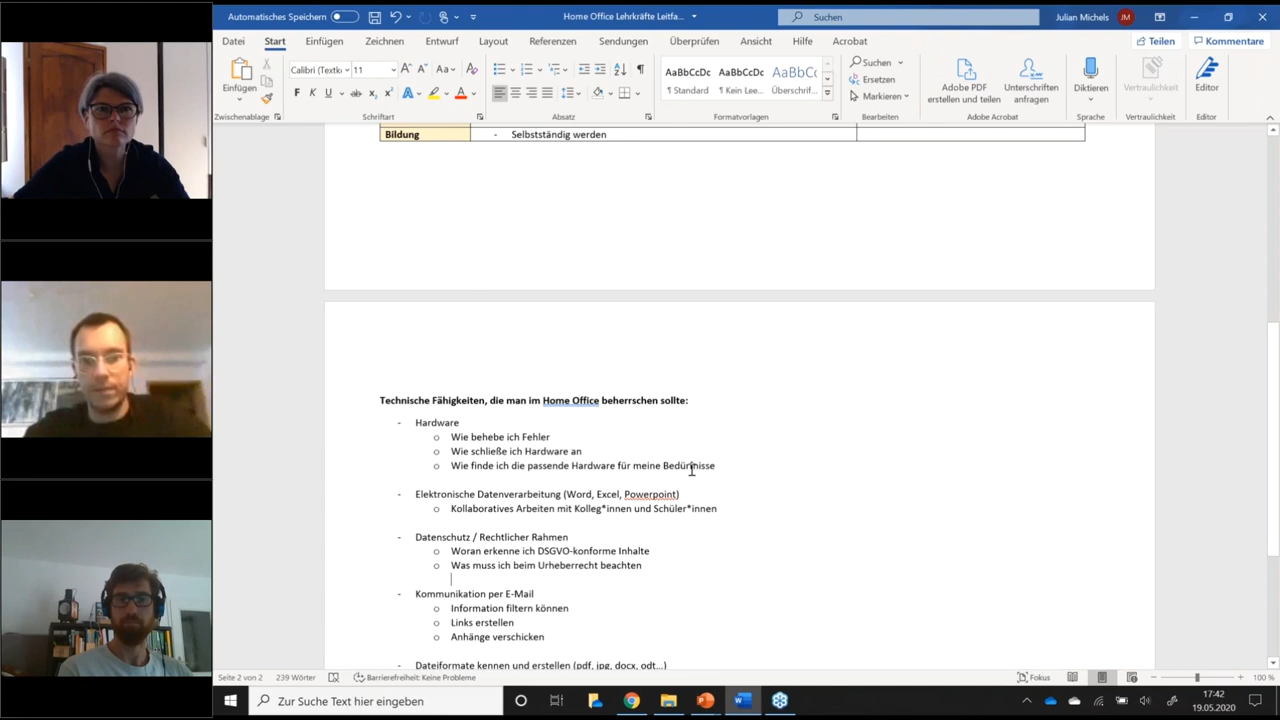 Automatisches Speichern
Home Office Lehrkräfte Leitfa...
Suchen
Julian Michels
JM
Datei Start Einfügen Zeichnen Entwurf Layout Referenzen Sendungen Überprüfen Ansicht Hilfe Acrobat
Teilen
Kommentare
Einfügen
Calibri (Textk
11
Aa
F K U ab x₂ x²
A A
AaBbCcDc AaBbCcDc AaBbCc
¶ Standard ¶ Kein Lee... Überschrif...
Suchen
Ersetzen
Markieren
Adobe PDF
erstellen und teilen
Unterschriften
anfragen
Diktieren
Vertraulichkeit
Editor
Zwischenablage Schriftart Absatz Formatvorlagen Bearbeiten Adobe Acrobat Sprache Vertraulichkeit Editor
Bildung - Selbstständig werden
Technische Fähigkeiten, die man im Home Office beherrschen sollte:
- Hardware
o Wie behebe ich Fehler
o Wie schließe ich Hardware an
o Wie finde ich die passende Hardware für meine Bedürfnisse
- Elektronische Datenverarbeitung (Word, Excel, Powerpoint)
o Kollaboratives Arbeiten mit Kolleg*innen und Schüler*innen
- Datenschutz / Rechtlicher Rahmen
o Woran erkenne ich DSGVO-konforme Inhalte
o Was muss ich beim Urheberrecht beachten
- Kommunikation per E-Mail
o Information filtern können
o Links erstellen
o Anhänge verschicken
- Dateiformate kennen und erstellen (pdf, jpg, docx, odt...)
Seite 2 von 2 239 Wörter Barrierefreiheit: Keine Probleme
Fokus
100 %
Zur Suche Text hier eingeben
17:42
19.05.2020